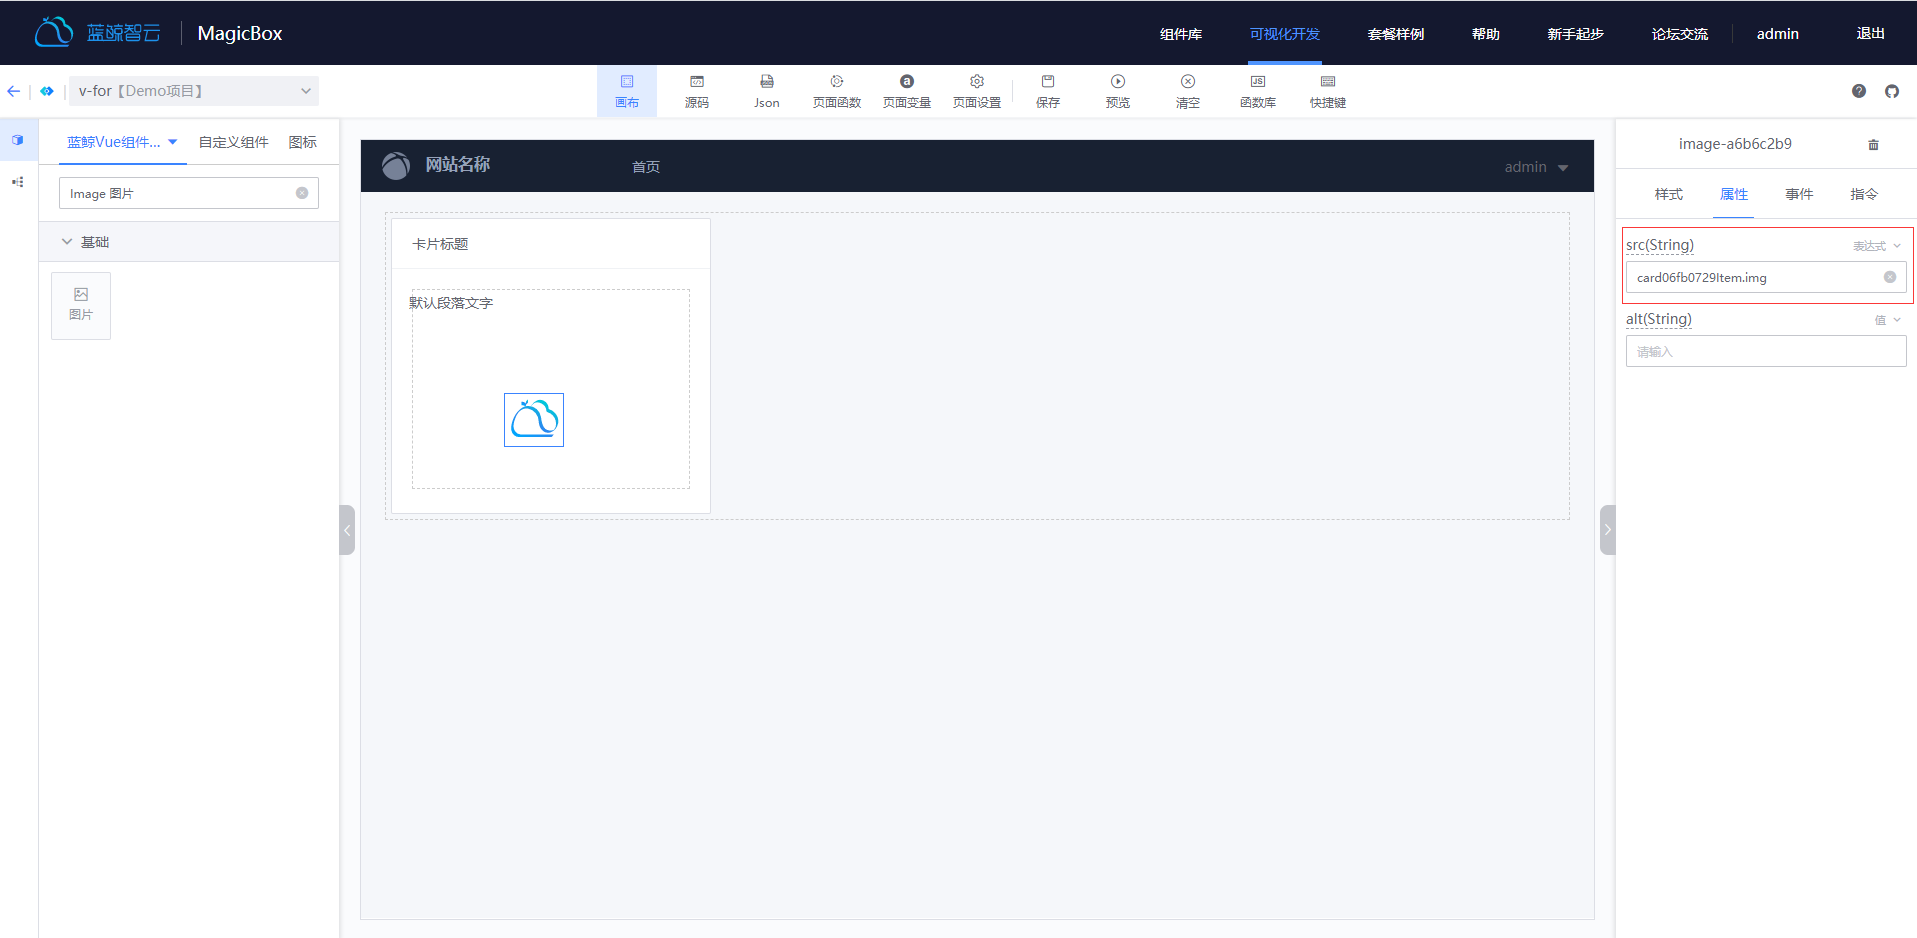 蓝鲸智云 MagicBox 组件库 可视化开发 套餐样例 帮助 新手起步 论坛交流 admin 退出
v-for【Demo项目】 画布 源码 Json 页面函数 页面变量 页面设置 保存 预览 清空 函数库 快捷键
蓝鲸Vue组件... 自定义组件 图标
Image 图片
基础
图片
网站名称 首页 admin
卡片标题
默认段落文字
image-a6b6c2b9
样式 属性 事件 指令
src(String) 表达式
card06fb0729Item.img
alt(String) 值
请输入